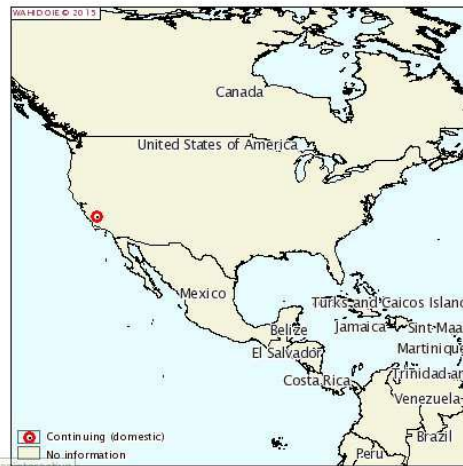 WAHID OIE © 2015
Canada
United States of America
Mexico
Turks and Caicos Island
Belize
Jamaica
Sint-Maa
El Salvador
Martinique
Costa Rica
Trinidad-an
Venezuela
Peru
Brazil
Continuing (domestic)
No information